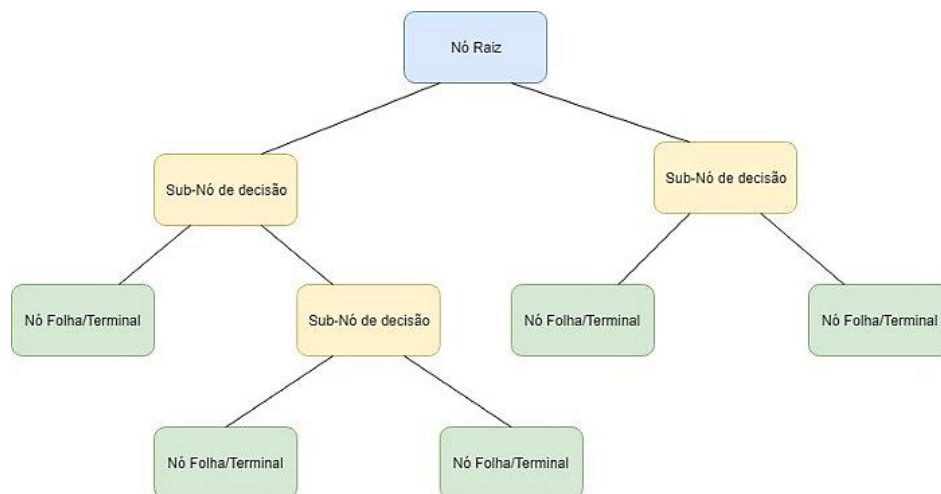 Nó Raiz
Sub-Nó de decisão
Sub-Nó de decisão
Nó Folha/Terminal
Sub-Nó de decisão
Nó Folha/Terminal
Nó Folha/Terminal
Nó Folha/Terminal
Nó Folha/Terminal